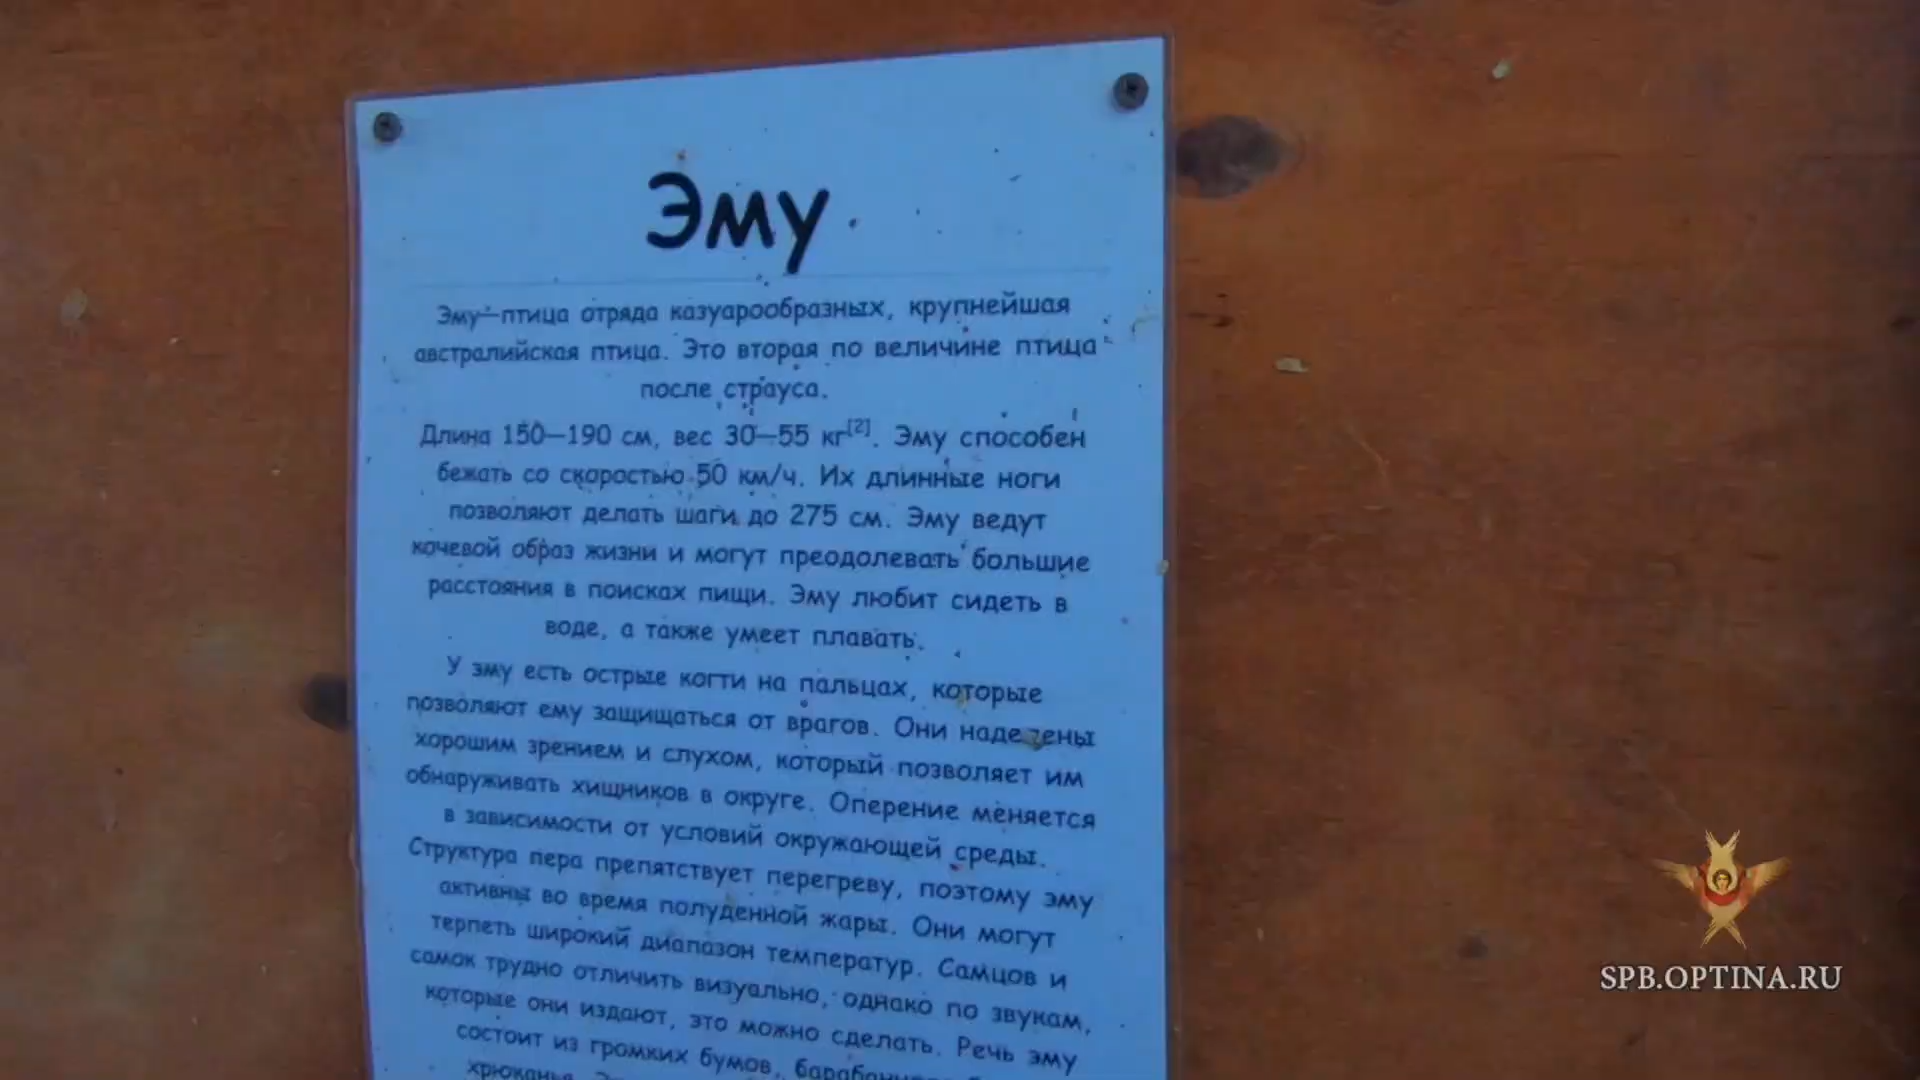 Эму
Эму—птица отряда казуарообразных, крупнейшая
австралийская птица. Это вторая по величине птица
после страуса.
Длина 150—190 см, вес 30—55 кг[2]. Эму способен
бежать со скоростью 50 км/ч. Их длинные ноги
позволяют делать шаги до 275 см. Эму ведут
кочевой образ жизни и могут преодолевать большие
расстояния в поисках пищи. Эму любит сидеть в
воде, а также умеет плавать.
У эму есть острые когти на пальцах, которые
позволяют ему защищаться от врагов. Они наделены
хорошим зрением и слухом, который позволяет им
обнаруживать хищников в округе. Оперение меняется
в зависимости от условий окружающей среды.
Структура пера препятствует перегреву, поэтому эму
активны во время полуденной жары. Они могут
терпеть широкий диапазон температур. Самцов и
самок трудно отличить визуально, однако по звукам,
которые они издают, это можно сделать. Речь эму
состоит из громких бумов,
SPB.OPTINA.RU